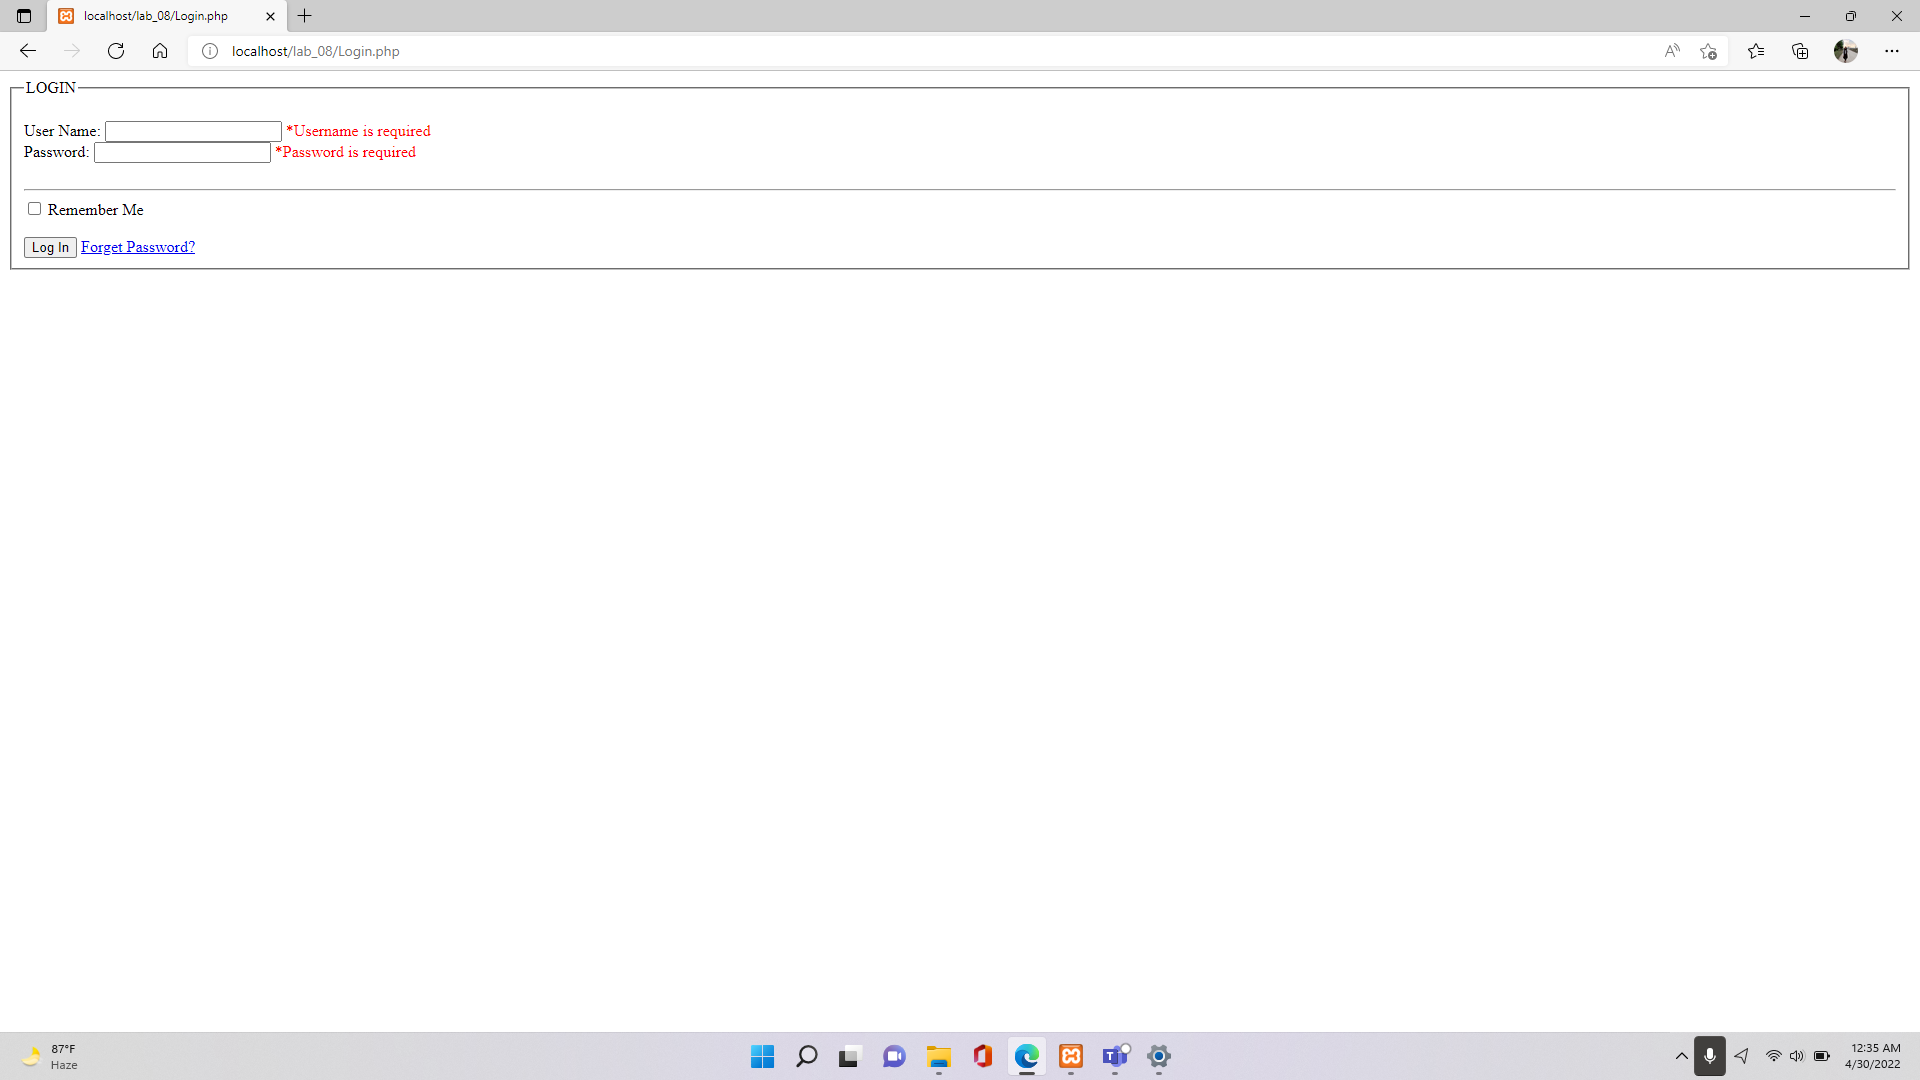 localhost/lab_08/Login.php
localhost/lab_08/Login.php
LOGIN
User Name: *Username is required
Password: *Password is required
Remember Me
Log In Forget Password?
87°F
Haze
12:35 AM
4/30/2022